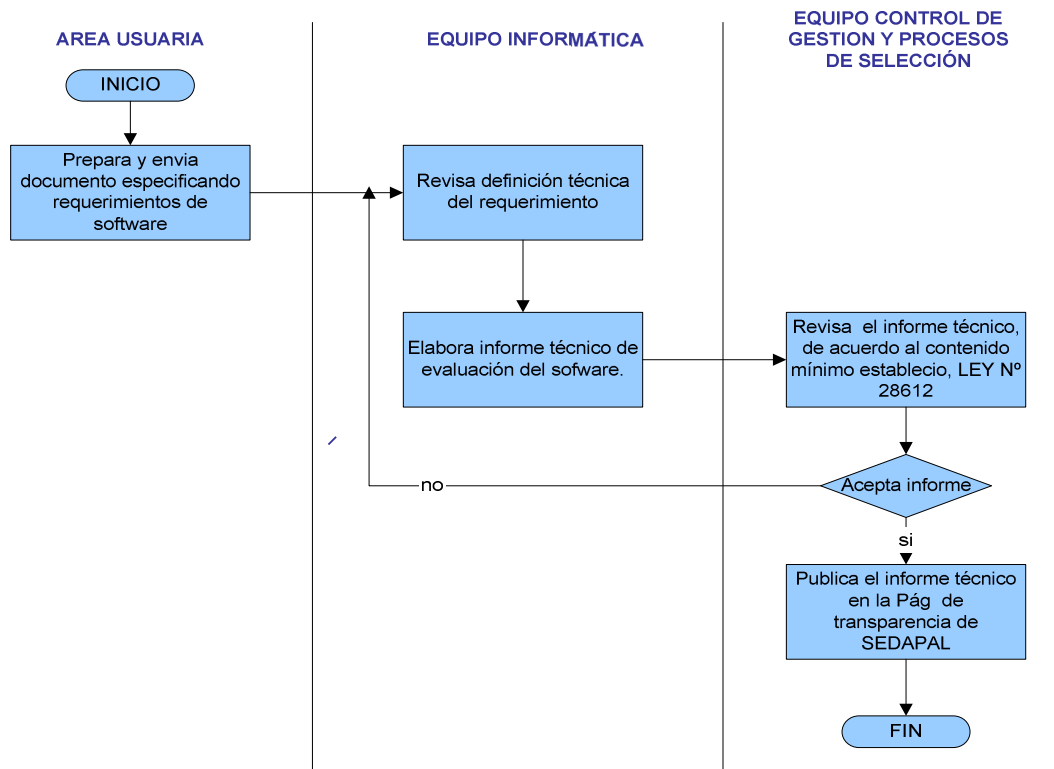 AREA USUARIA
EQUIPO INFORMÁTICA
EQUIPO CONTROL DE
GESTION Y PROCESOS
DE SELECCIÓN
INICIO
Prepara y envia
documento especificando
requerimientos de
software
Revisa definición técnica
del requerimiento
Elabora informe técnico de
evaluación del sofware.
Revisa el informe técnico,
de acuerdo al contenido
mínimo establecio, LEY Nº
28612
Acepta informe
no
si
Publica el informe técnico
en la Pág de
transparencia de
SEDAPAL
FIN